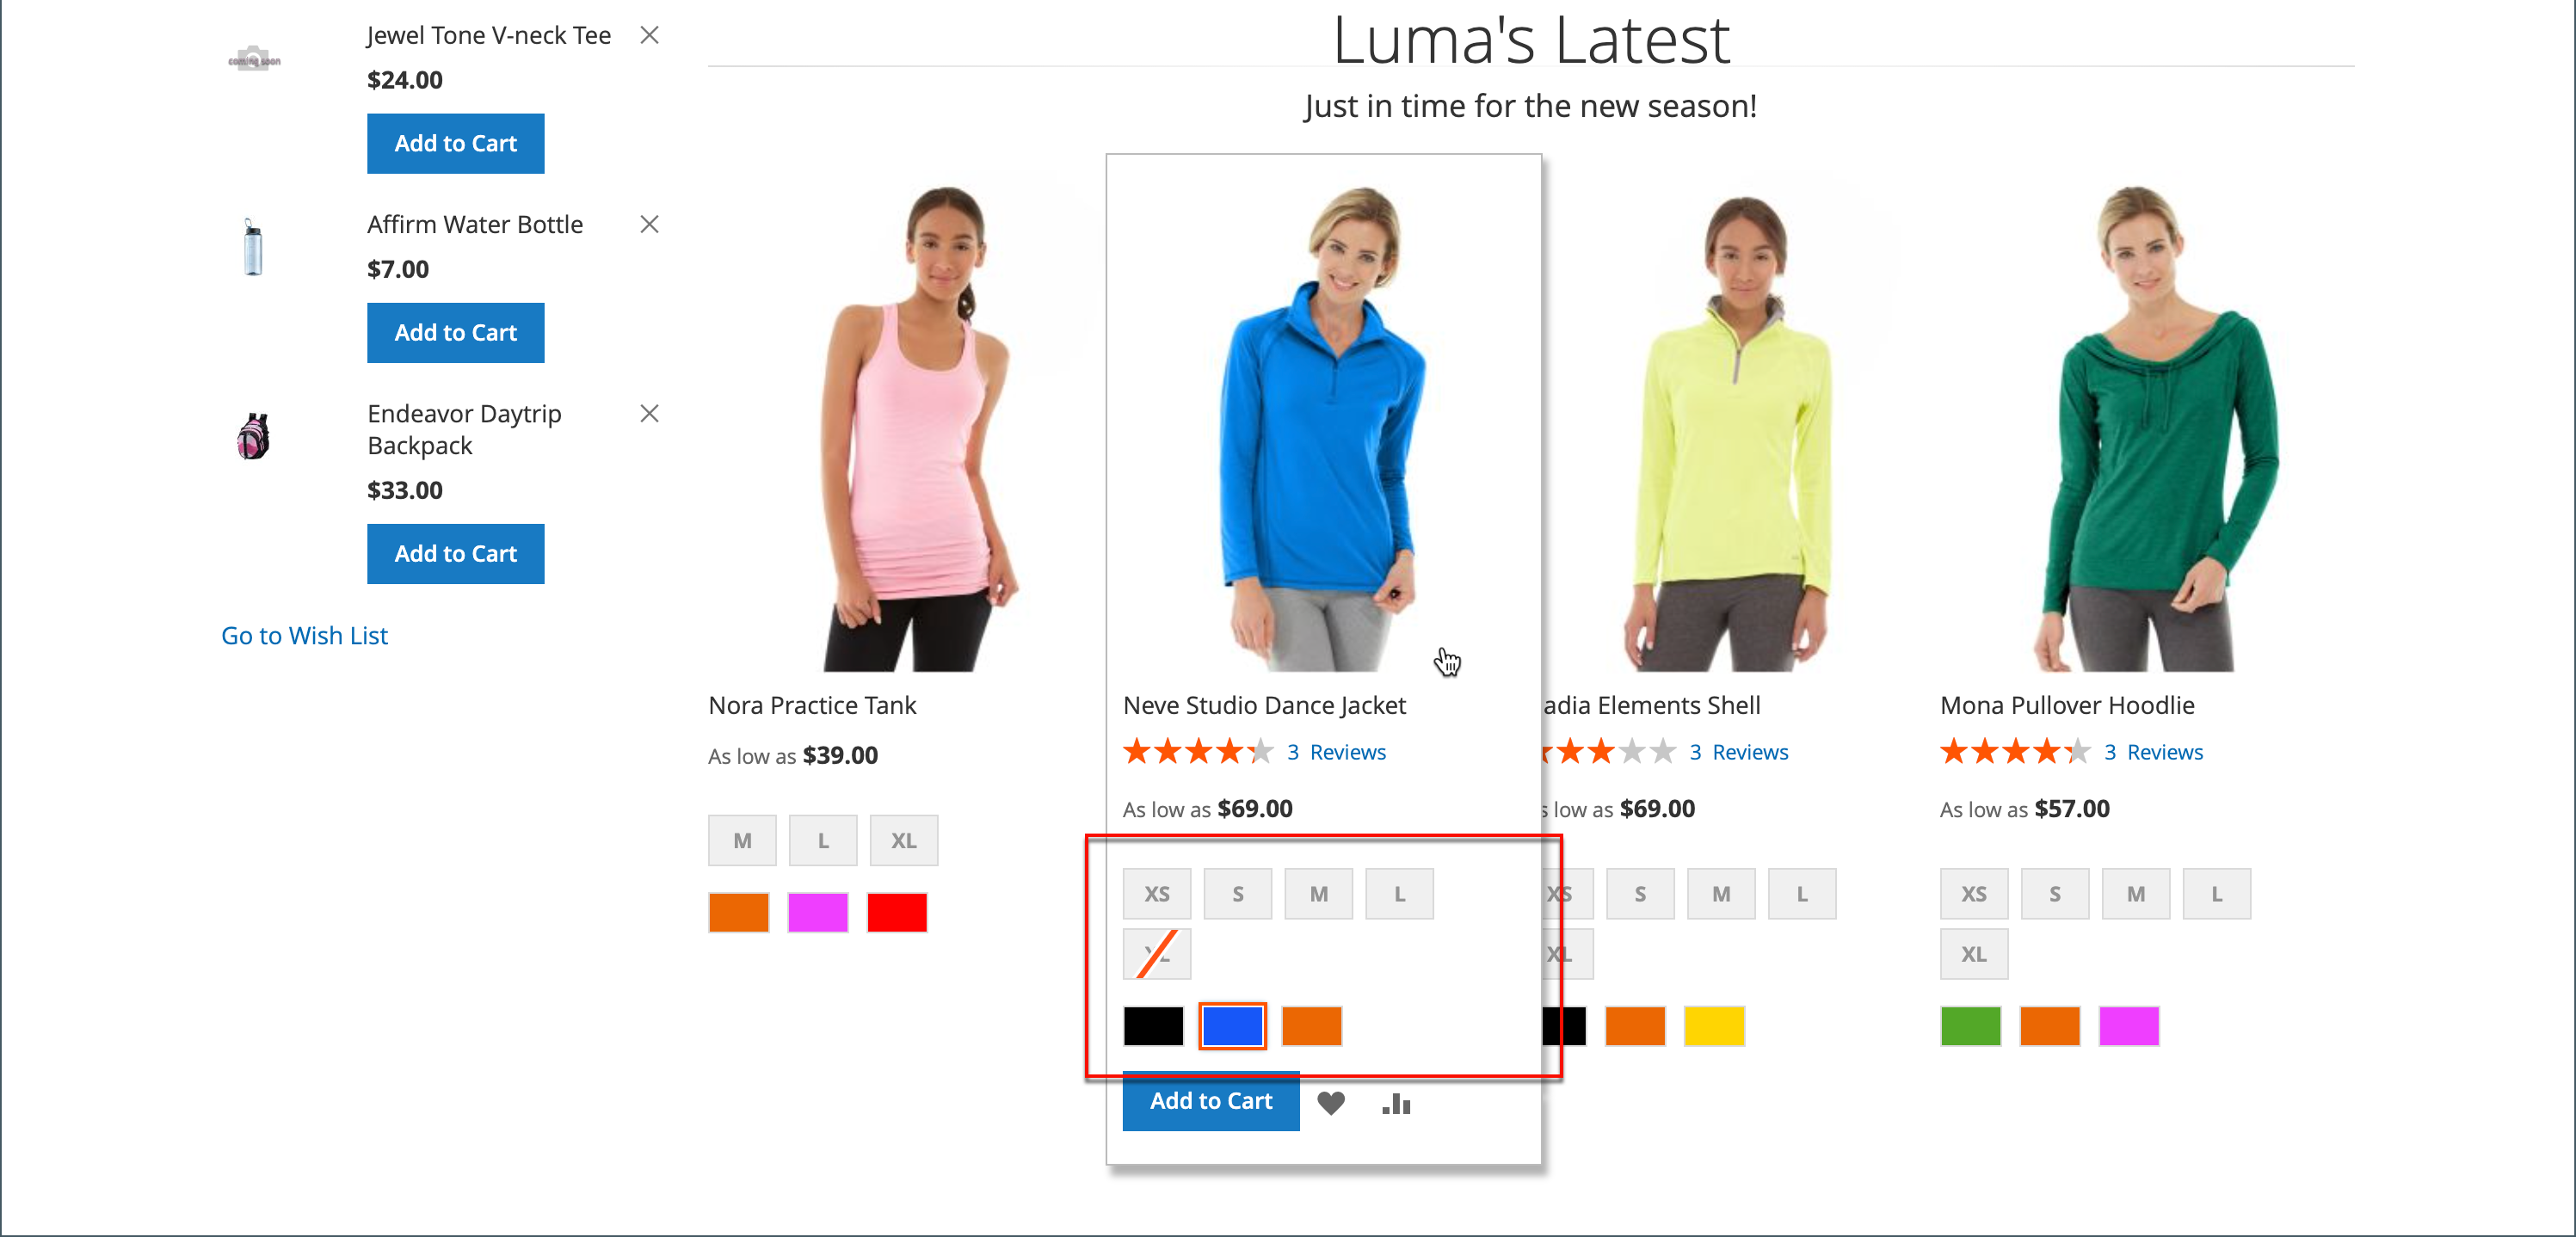 Jewel Tone V-neck Tee
coming soon
$24.00
Add to Cart
Affirm Water Bottle
$7.00
Add to Cart
Endeavor Daytrip
Backpack
$33.00
Add to Cart
Go to Wish List
Luma's Latest
Just in time for the new season!
Nora Practice Tank
As low as $39.00
M L XL
Neve Studio Dance Jacket
3 Reviews
As low as $69.00
XS S M L
XL
Add to Cart
adia Elements Shell
3 Reviews
s low as $69.00
XS S M L
XL
Mona Pullover Hoodlie
3 Reviews
As low as $57.00
XS S M L
XL